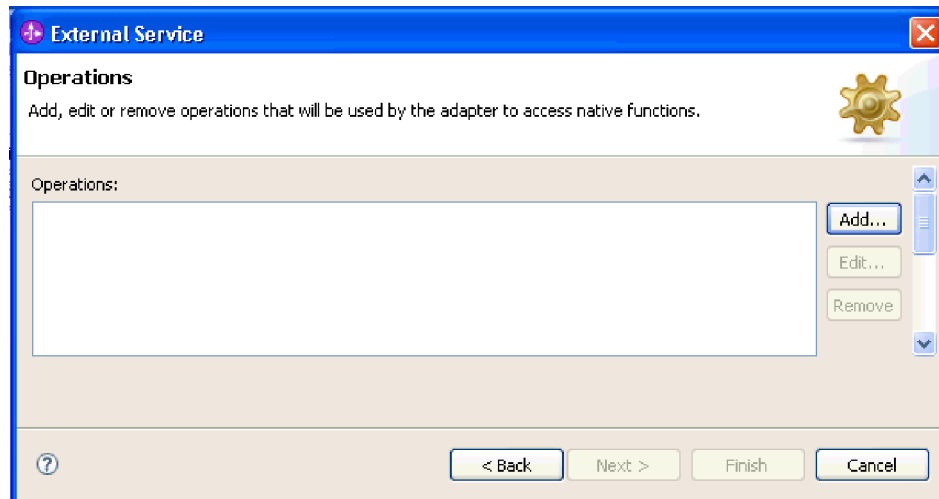 External Service
Operations
Add, edit or remove operations that will be used by the adapter to access native functions.
Operations:
Add...
Edit...
Remove
?
< Back
Next >
Finish
Cancel